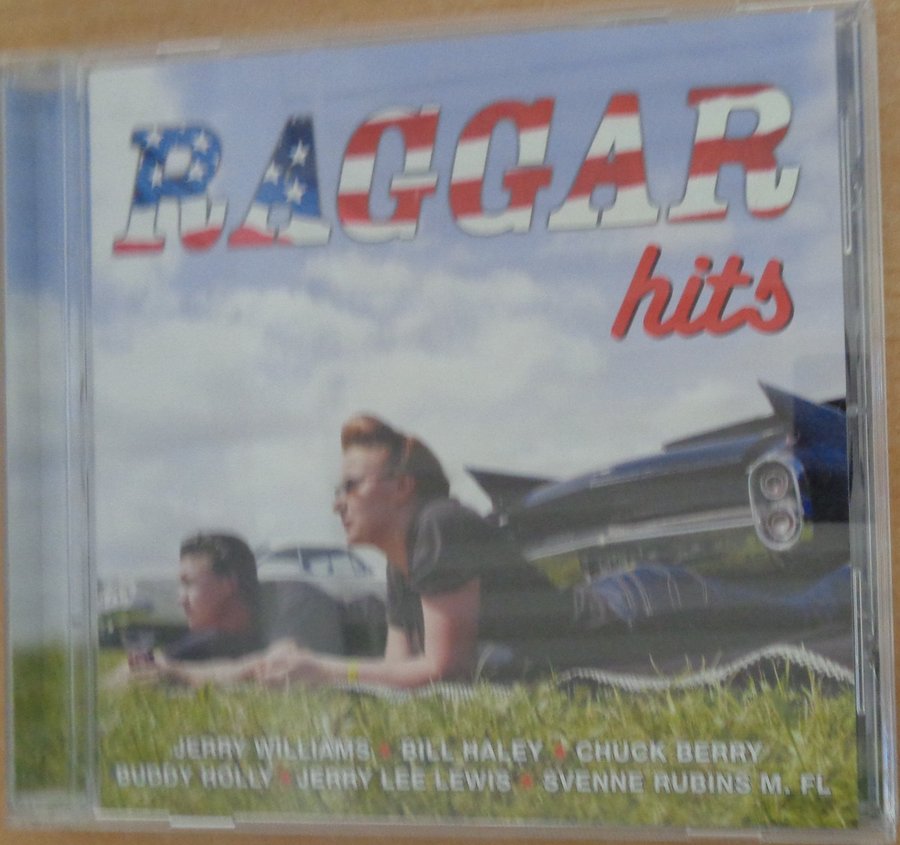 RAGGAR
hits
JERRY WILLIAMS ★ BILL HALEY ★ CHUCK BERRY
BUDDY HOLLY ★ JERRY LEE LEWIS ★ SVENNE RUBINS M. FL